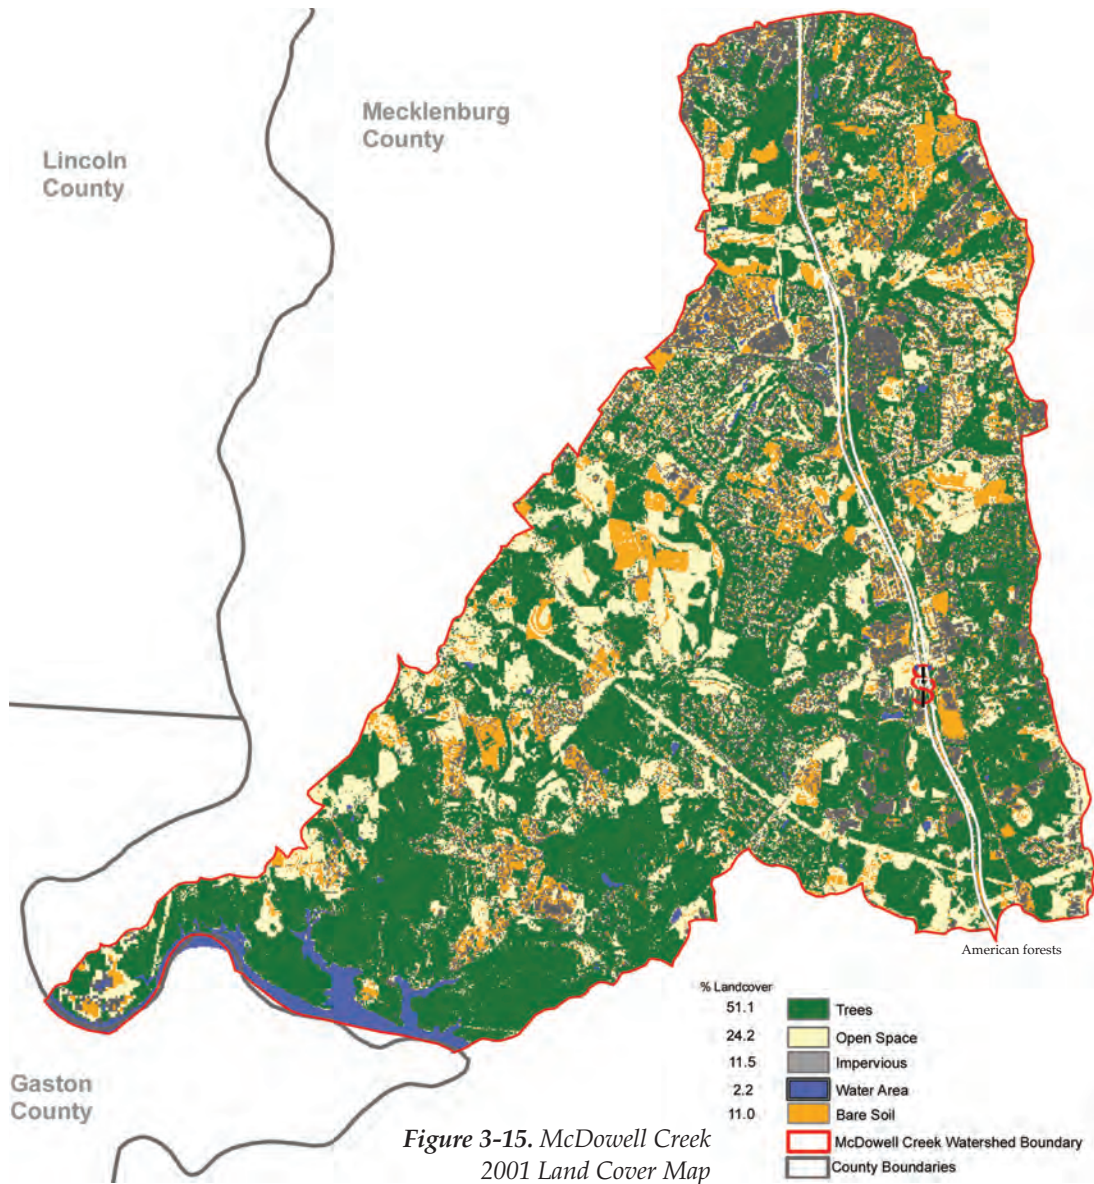 Mecklenburg
County
Lincoln
County
American forests
% Landcover
51.1 Trees
24.2 Open Space
11.5 Impervious
2.2 Water Area
11.0 Bare Soil
McDowell Creek Watershed Boundary
County Boundaries
Gaston
County
Figure 3-15. McDowell Creek
2001 Land Cover Map